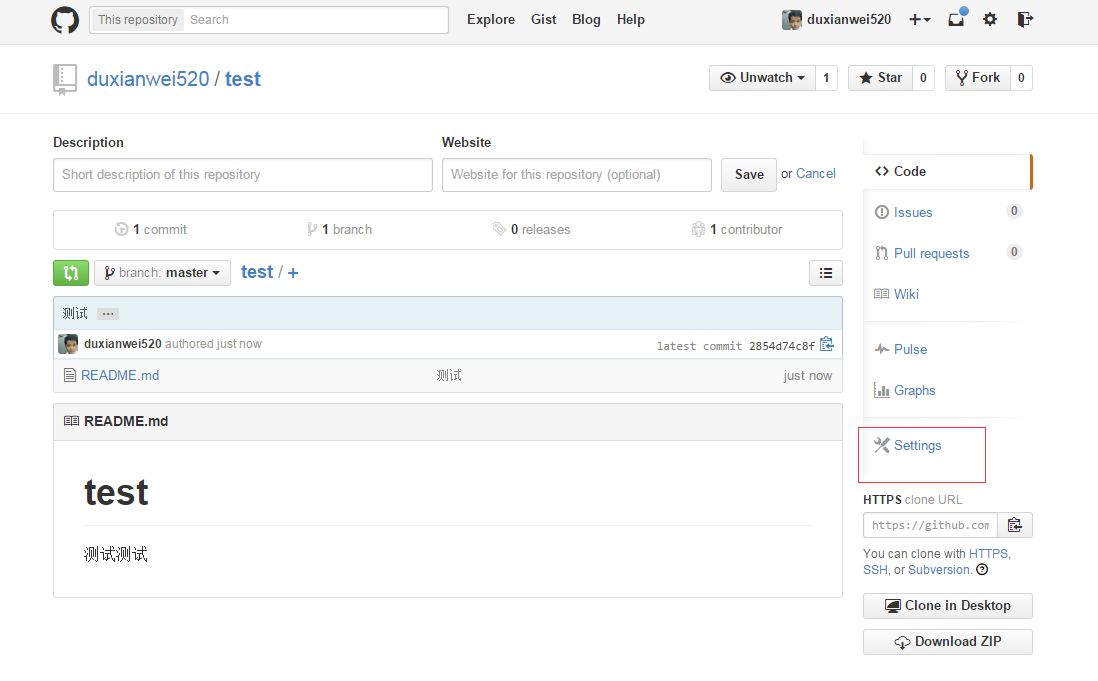 This repository Search Explore Gist Blog Help duxianwei520
duxianwei520 / test Unwatch 1 Star 0 Fork 0
Description Website
Short description of this repository Website for this repository (optional) Save or Cancel
1 commit 1 branch 0 releases 1 contributor
branch: master test / +
测试 ...
duxianwei520 authored just now latest commit 2854d74c8f
README.md 测试 just now
README.md
test
测试测试
Code
Issues 0
Pull requests 0
Wiki
Pulse
Graphs
Settings
HTTPS clone URL
https://github.com
You can clone with HTTPS,
SSH, or Subversion.
Clone in Desktop
Download ZIP